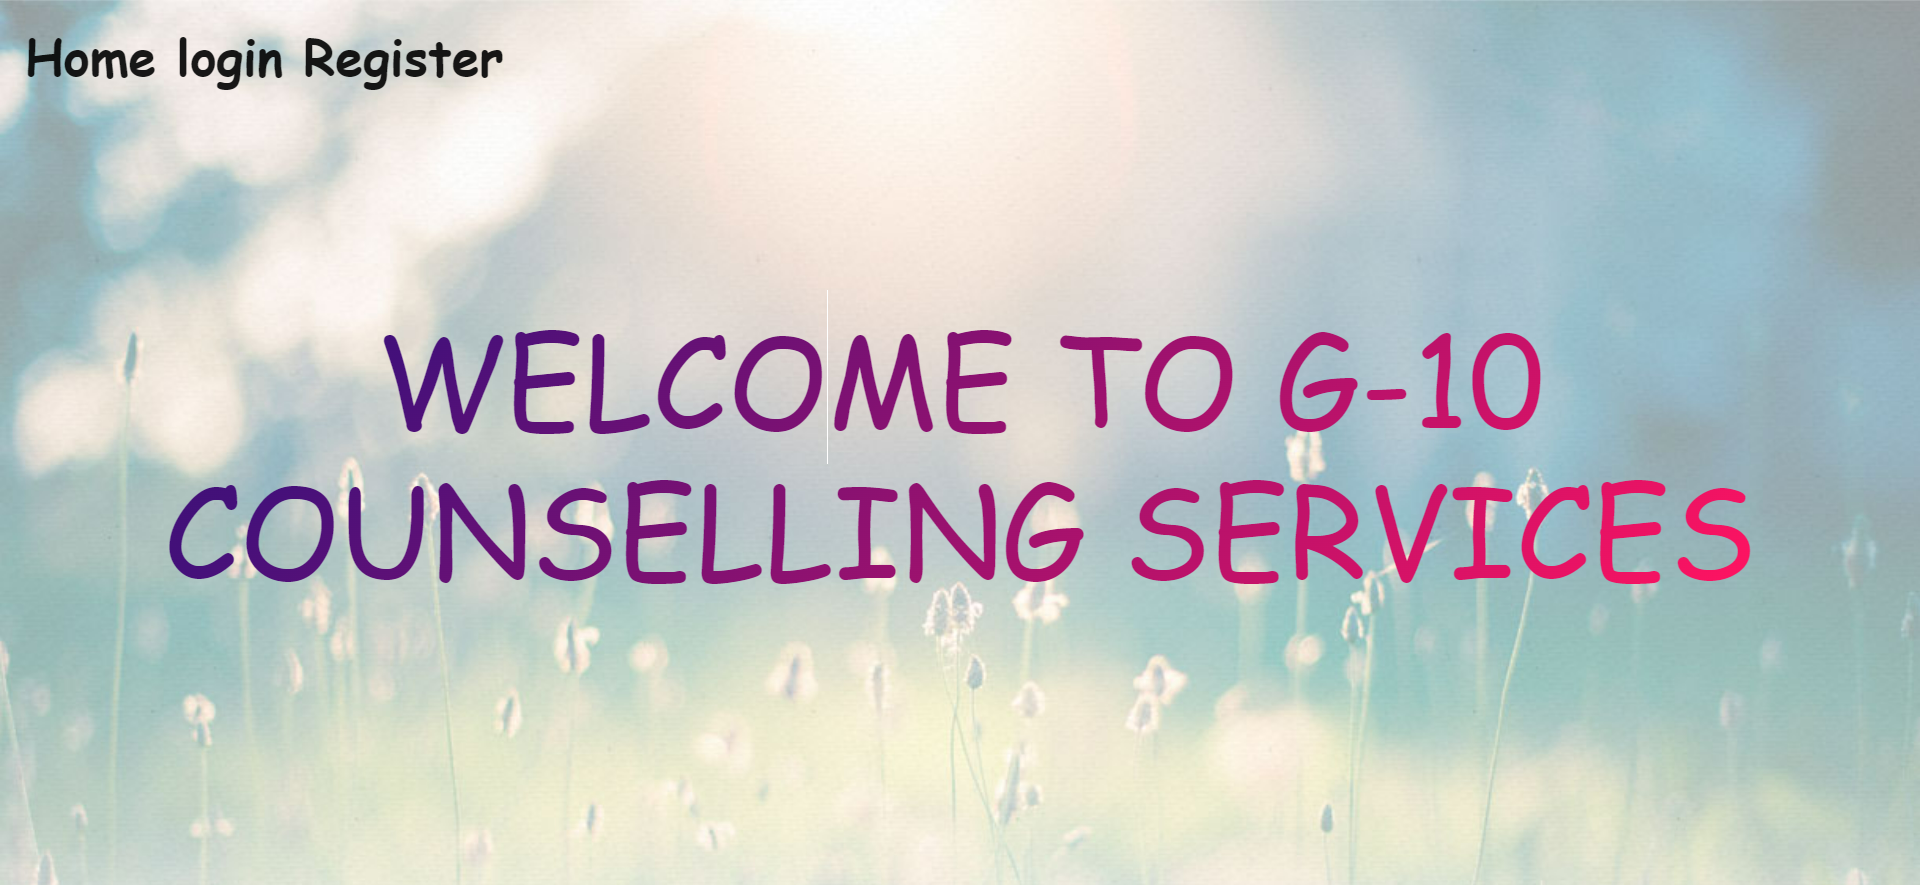 Home login Register
WELCOME TO G-10
COUNSELLING SERVICES